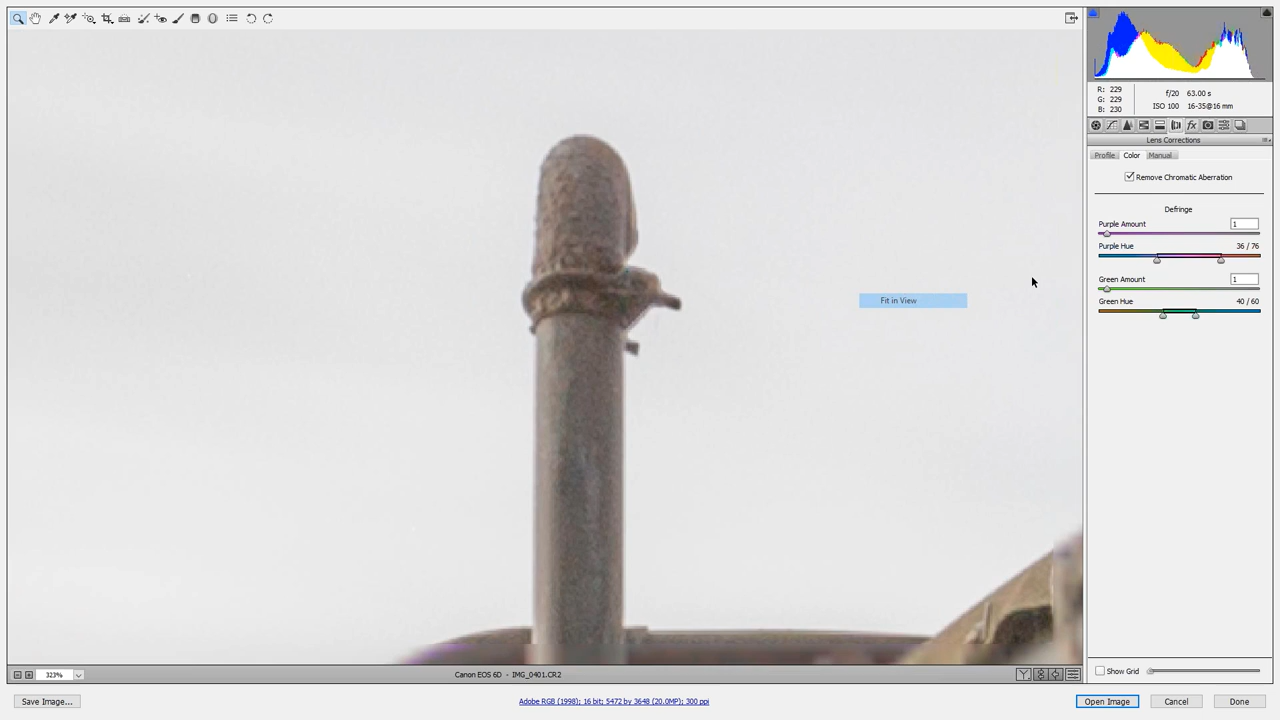 R: 229
G: 229
B: 230
f/20 63.00 s
ISO 100 16-35@16 mm
Lens Corrections
Profile Color Manual
Remove Chromatic Aberration
Defringe
Purple Amount 1
Purple Hue 36 / 76
Green Amount 1
Green Hue 40 / 60
Fit in View
323%
Canon EOS 6D - IMG_0401.CR2
Show Grid
Save Image...
Adobe RGB (1998); 16 bit; 5472 by 3648 (20.0MP); 300 ppi
Open Image
Cancel
Done